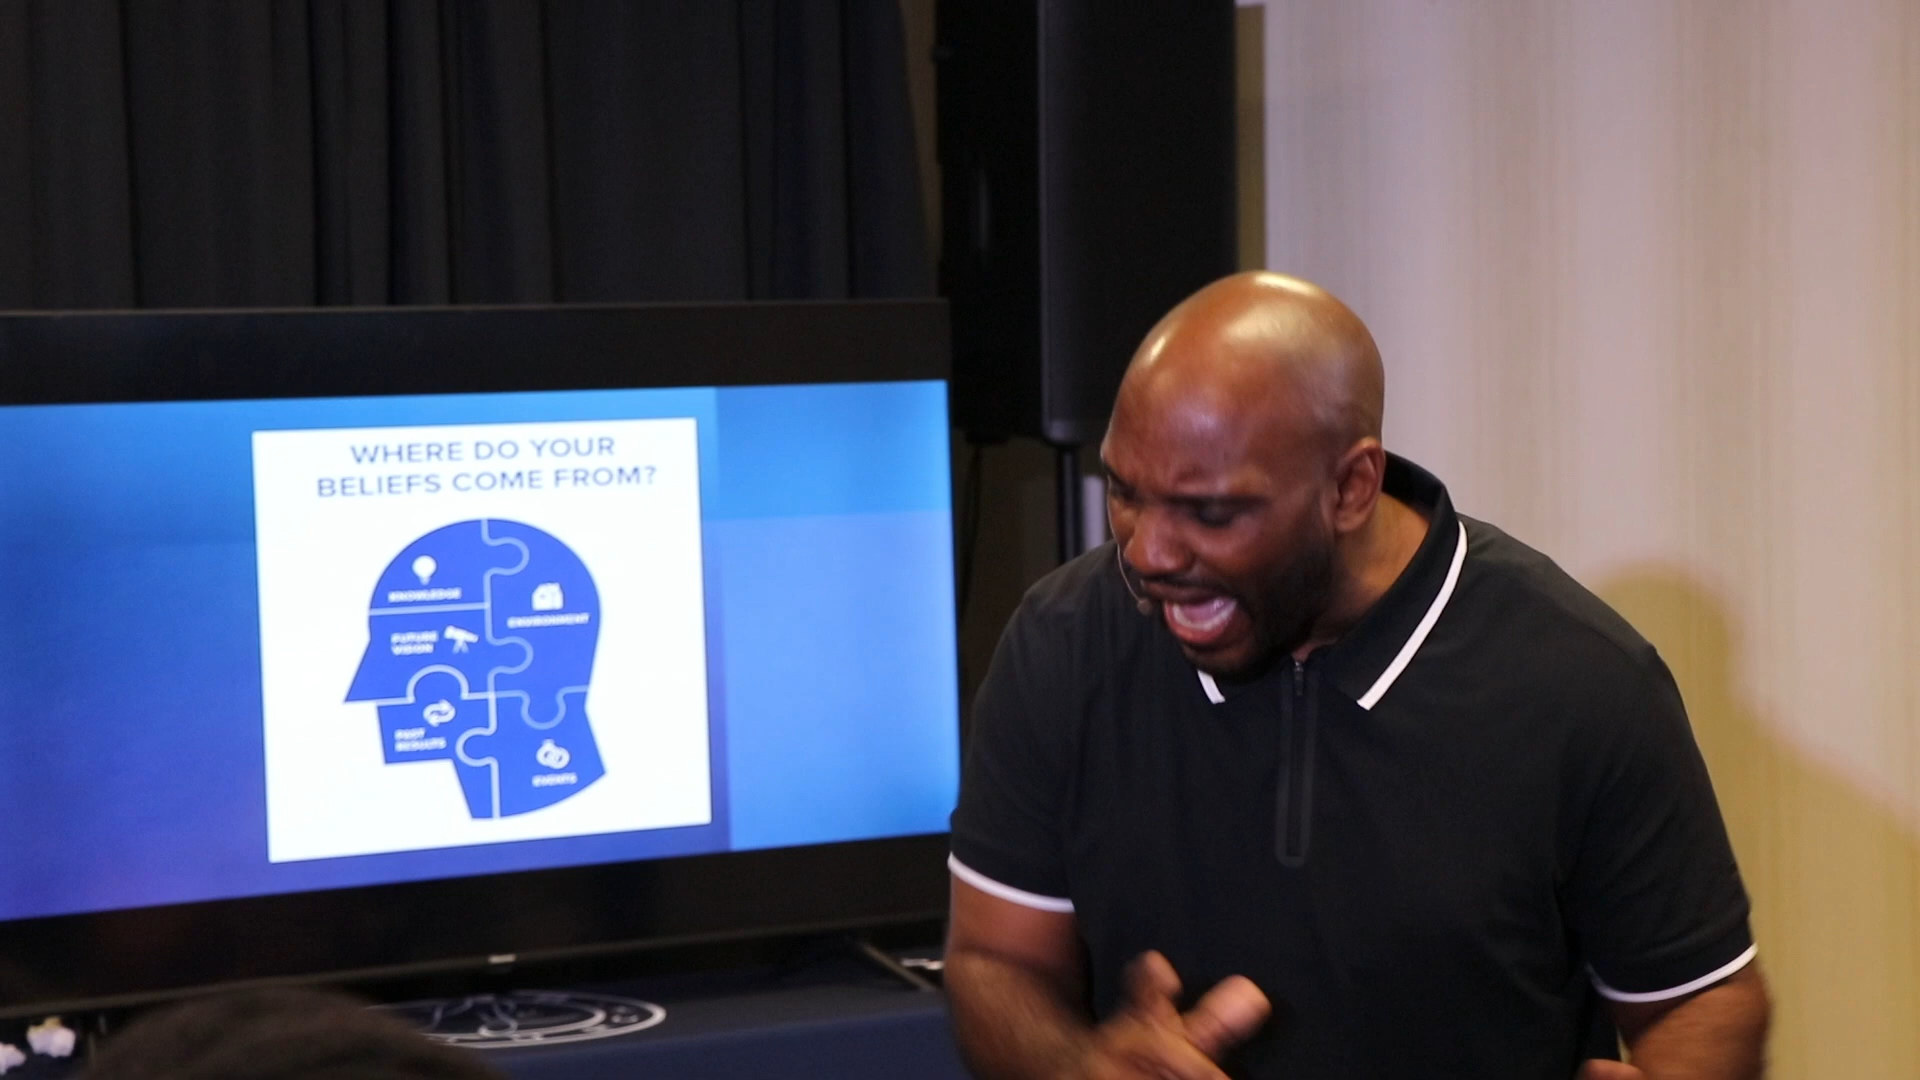 WHERE DO YOUR
BELIEFS COME FROM?
KNOWLEDGE
ENVIRONMENT
FUTURE
VISION
PAST
RESULTS
EVENTS